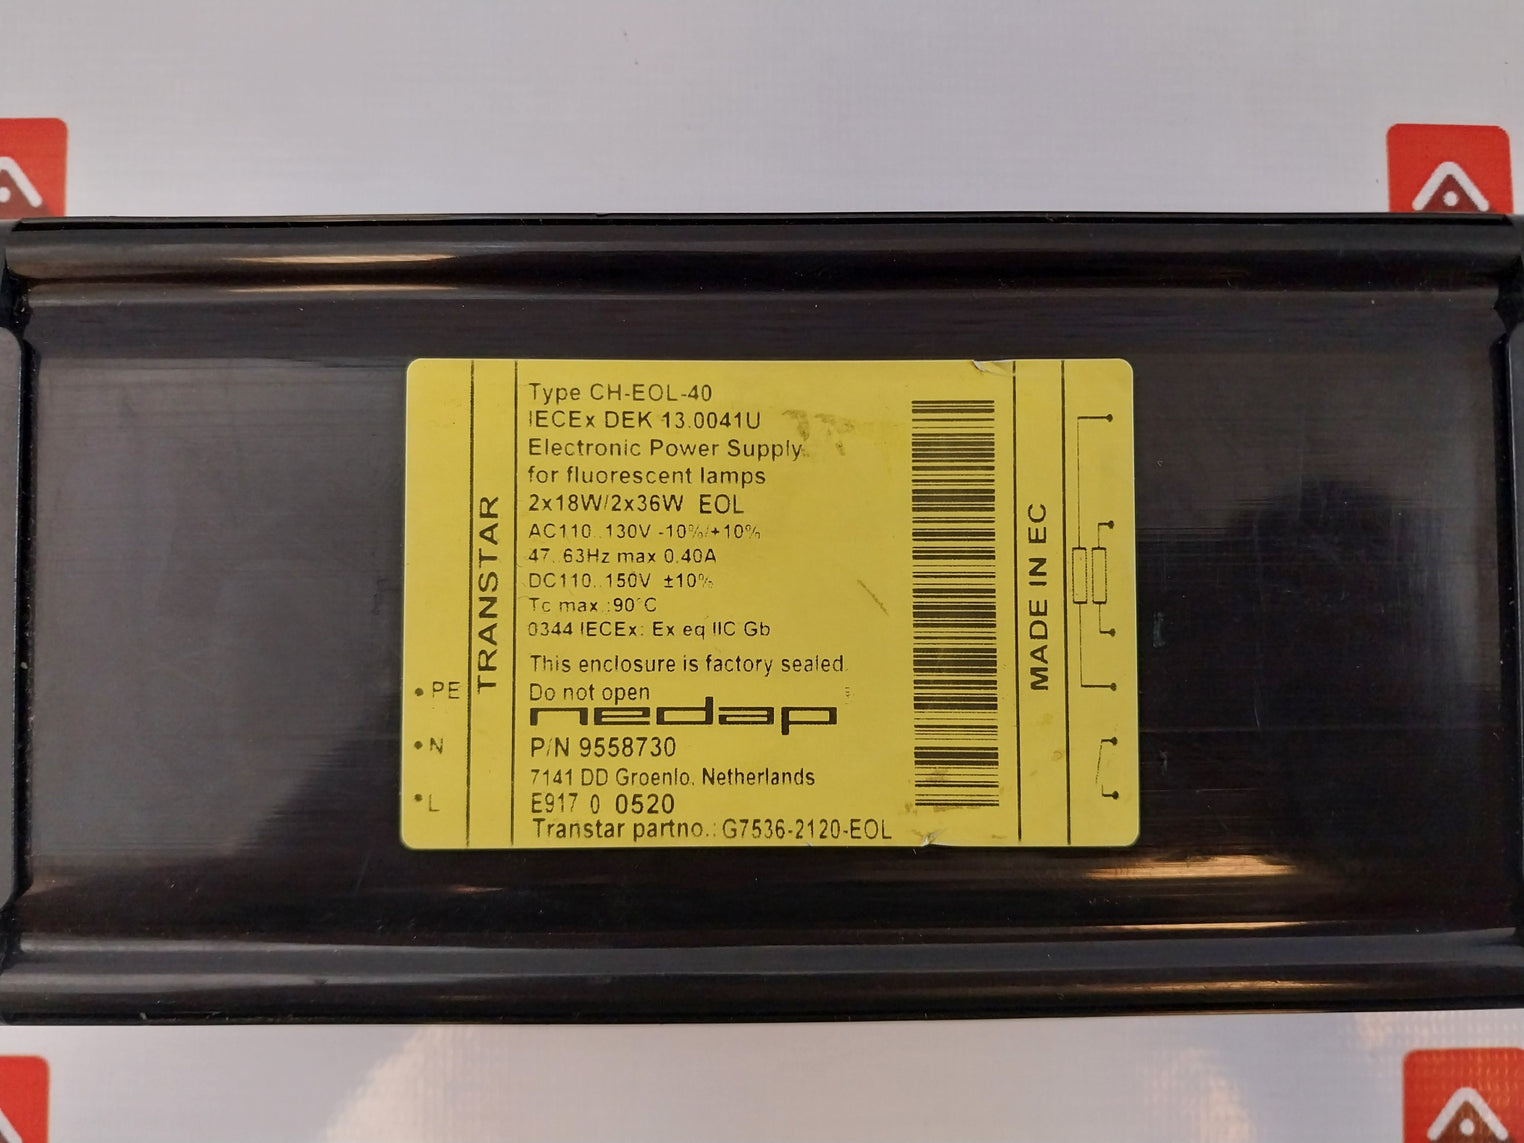 Type CH-EOL-40
IECEx DEK 13.0041U
Electronic Power Supply
for fluorescent lamps
2x18W/2x36W EOL
AC110..130V -10%/+10%
47..63Hz max 0.40A
DC110..150V ±10%
Tc max.:90°C
0344 IECEx: Ex eq IIC Gb
This enclosure is factory sealed.
Do not open
nedap
P/N 9558730
7141 DD Groenlo. Netherlands
E917 0 0520
Transtar partno.: G7536-2120-EOL
TRANSTAR
PE
N
L
MADE IN EC